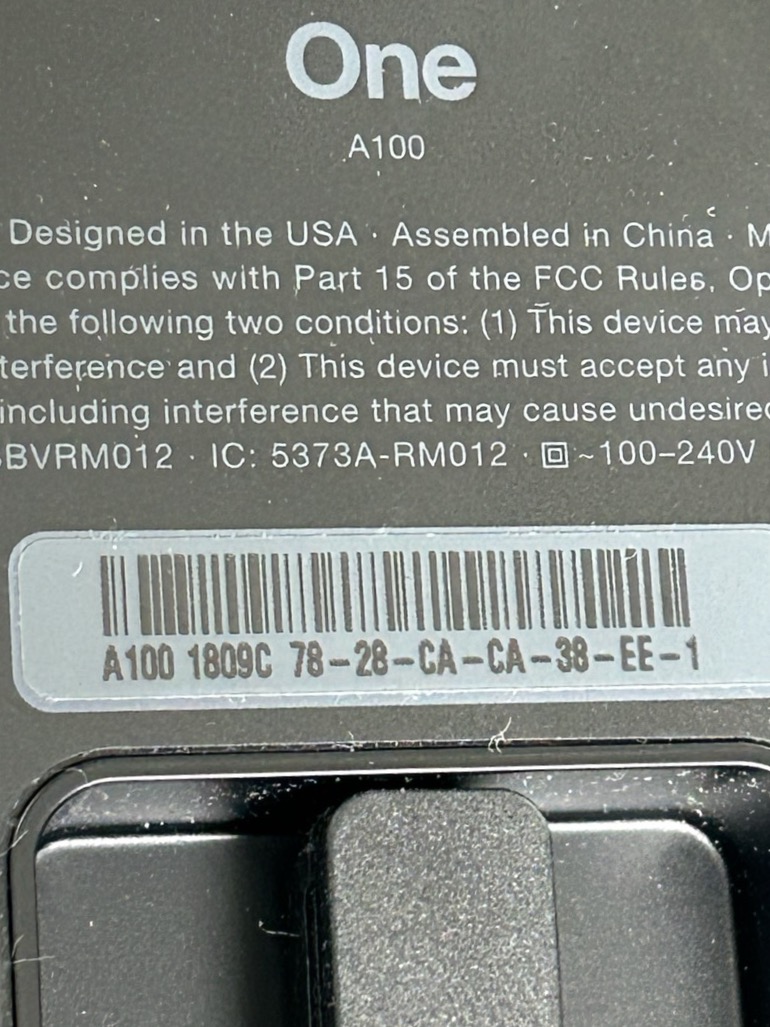 One
A100
Designed in the USA · Assembled in China · M
ce complies with Part 15 of the FCC Rules, Op
the following two conditions: (1) This device may
terference and (2) This device must accept any i
including interference that may cause undesired
BVRM012 · IC: 5373A-RM012 · ~100–240V
A100 1809C 78-28-CA-CA-38-EE-1